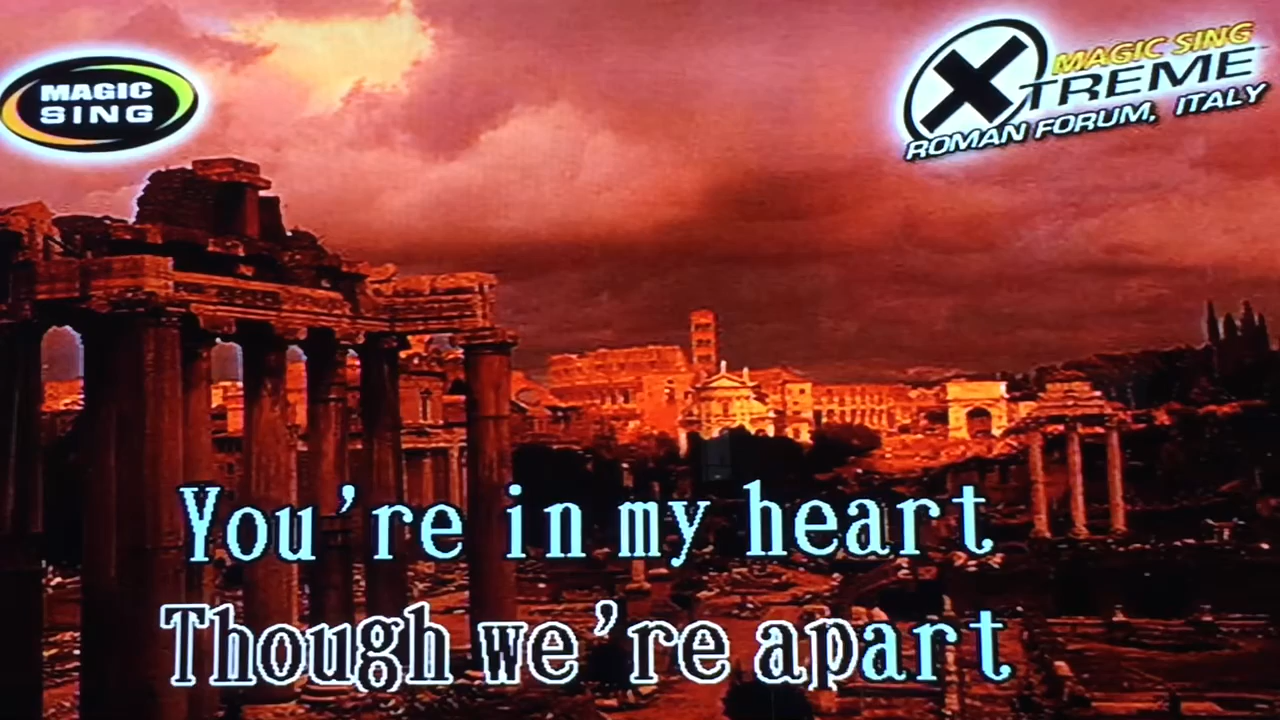 MAGIC
SING
MAGIC SING
XTREME
ROMAN FORUM, ITALY
You're in my heart
Though we're apart